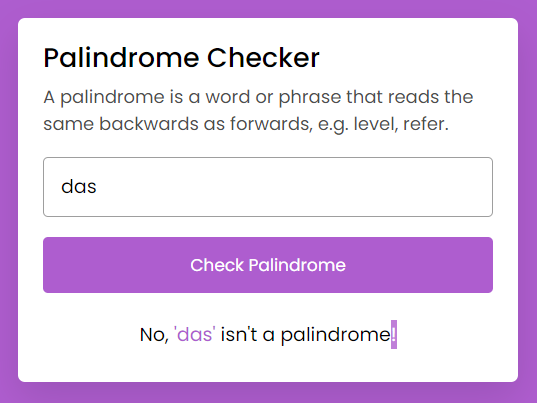 Palindrome Checker
A palindrome is a word or phrase that reads the
same backwards as forwards, e.g. level, refer.
das
Check Palindrome
No, 'das' isn't a palindrome!